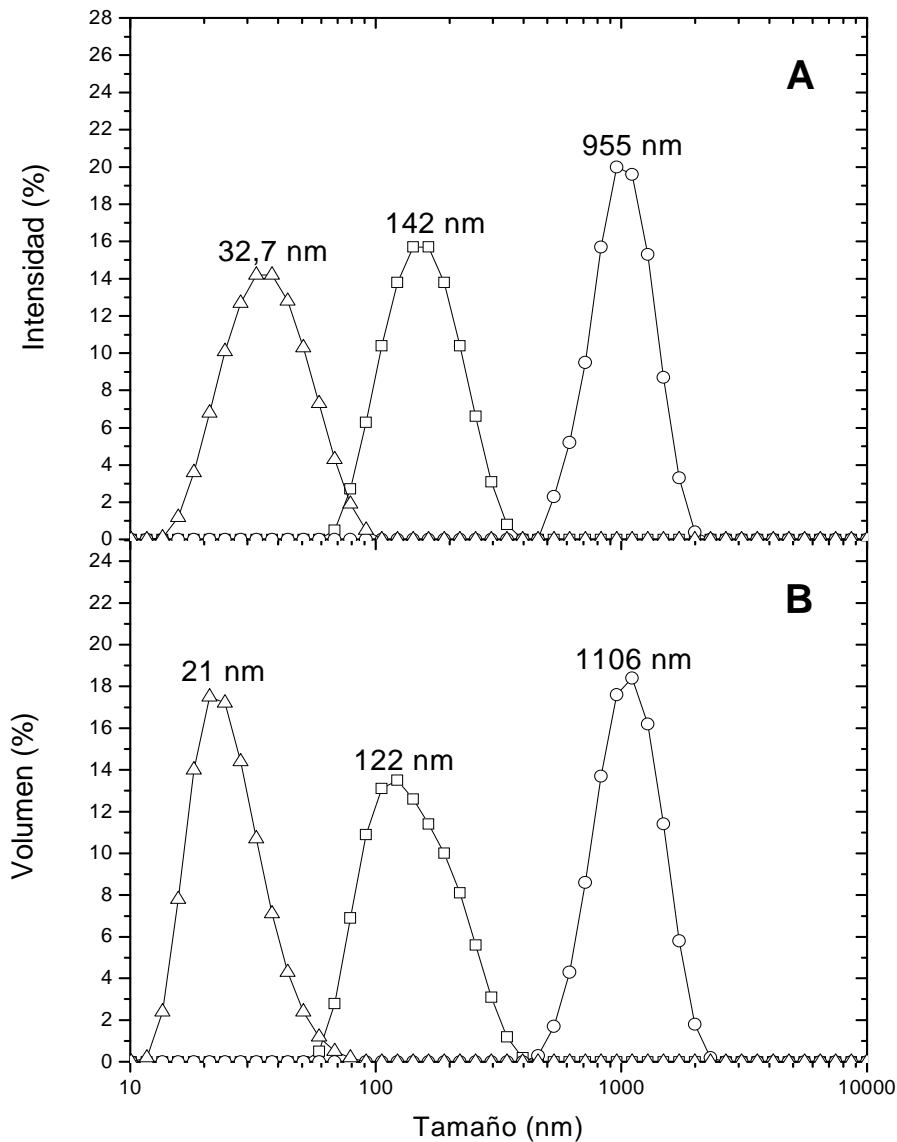 28
26
24
22
20
18
16
14
12
10
8
6
4
2
0
Intensidad (%)
A
32,7 nm
142 nm
955 nm
24
22
20
18
16
14
12
10
8
6
4
2
0
Volumen (%)
B
21 nm
122 nm
1106 nm
10 100 1000 10000
Tamaño (nm)